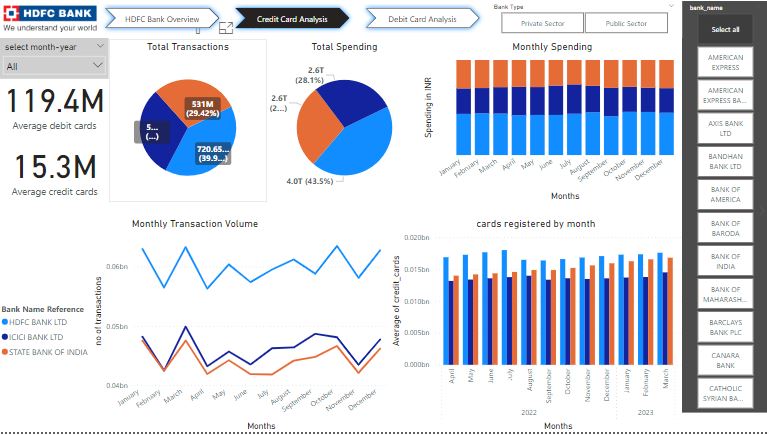 HDFC BANK
We understand your world
HDFC Bank Overview
Credit Card Analysis
Debit Card Analysis
Bank Type
Private Sector
Public Sector
bank_name
Select all
AMERICAN
EXPRESS
AMERICAN
EXPRESS BA...
AXIS BANK
LTD
BANDHAN
BANK LTD
BANK OF
AMERICA
BANK OF
BARODA
BANK OF
INDIA
BANK OF
MAHARASH...
BARCLAYS
BANK PLC
CANARA
BANK
CATHOLIC
SYRIAN BA...
select month-year
All
119.4M
Average debit cards
15.3M
Average credit cards
Total Transactions
531M
(29.42%)
5...
(...)
720.65...
(39.9...)
Total Spending
2.6T
(28.1%)
2.6T
(2...)
4.0T (43.5%)
Monthly Spending
Spending in INR
January
February
March
April
May
June
July
August
September
October
November
December
Months
Monthly Transaction Volume
no of transactions
0.06bn
0.05bn
0.04bn
January
February
March
April
May
June
July
August
September
October
November
December
Months
Bank Name Reference
HDFC BANK LTD
ICICI BANK LTD
STATE BANK OF INDIA
cards registered by month
Average of credit_cards
0.020bn
0.015bn
0.010bn
0.005bn
0.000bn
April
May
June
July
August
September
October
November
December
January
February
March
2022
2023
Months